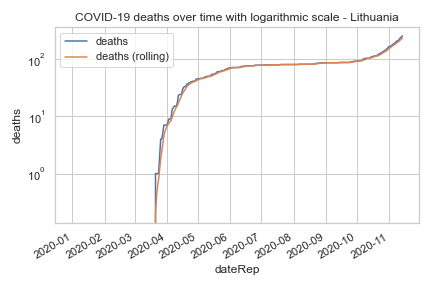 COVID-19 deaths over time with logarithmic scale - Lithuania
deaths
deaths (rolling)
10²
10¹
10⁰
deaths
2020-01
2020-02
2020-03
2020-04
2020-05
2020-06
2020-07
2020-08
2020-09
2020-10
2020-11
dateRep